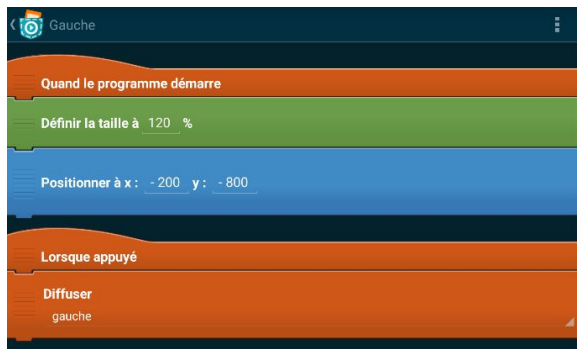 Gauche
Quand le programme démarre
Définir la taille à 120 %
Positionner à x : - 200 y : - 800
Lorsque appuyé
Diffuser
gauche